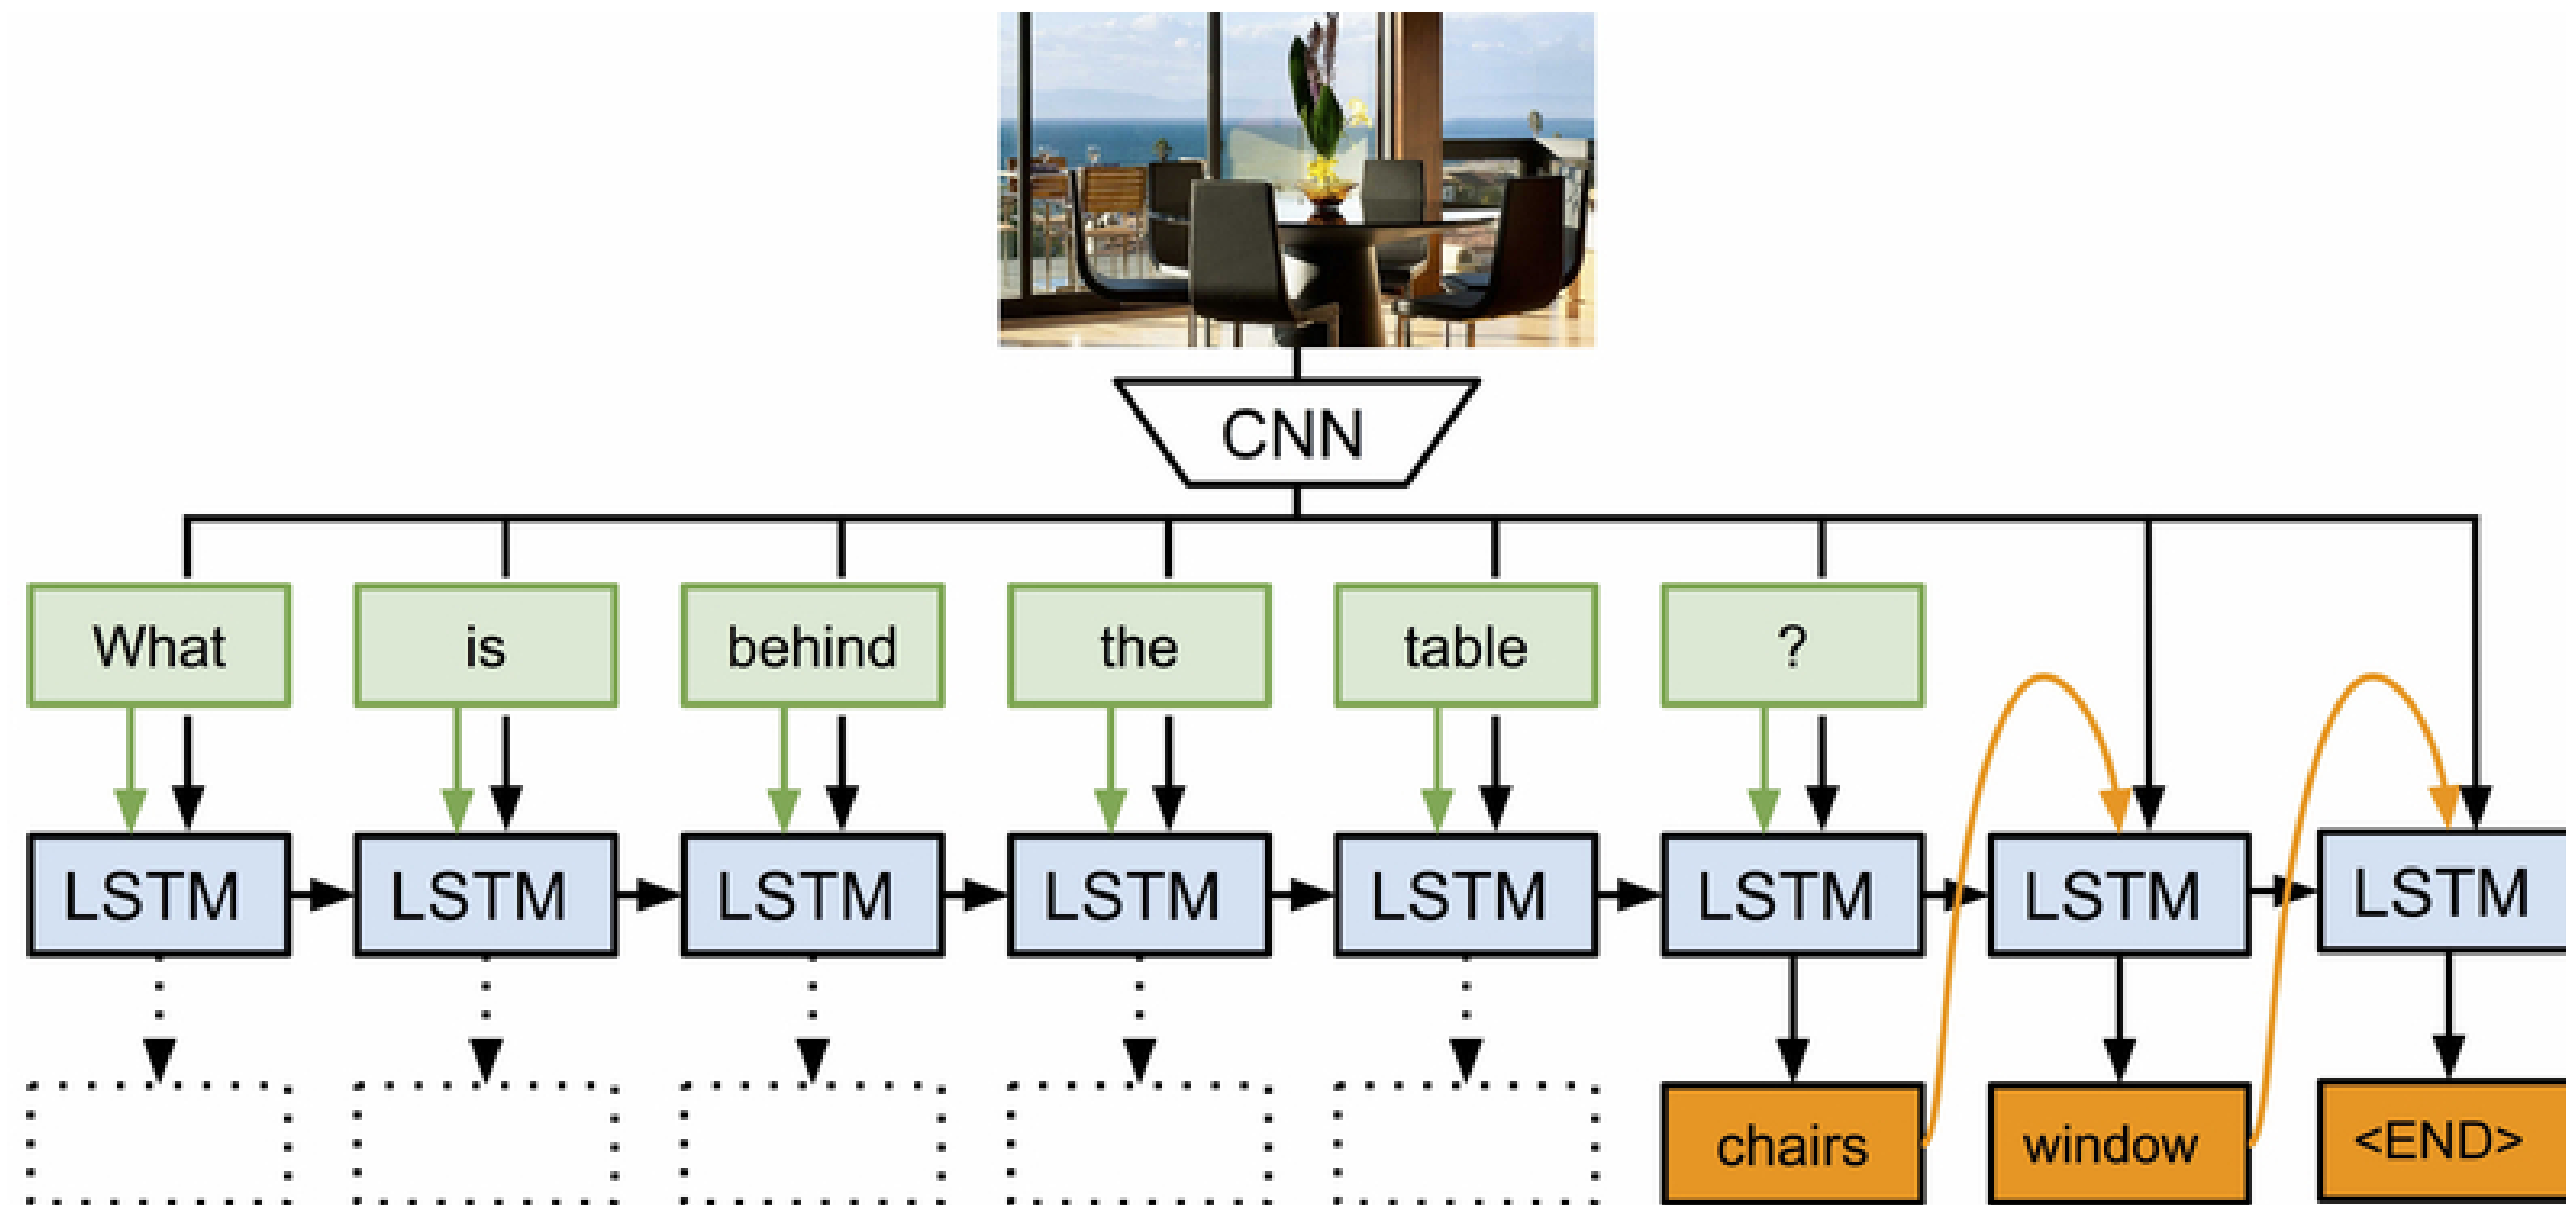 CNN
What is behind the table ?
LSTM LSTM LSTM LSTM LSTM LSTM LSTM LSTM
chairs window <END>